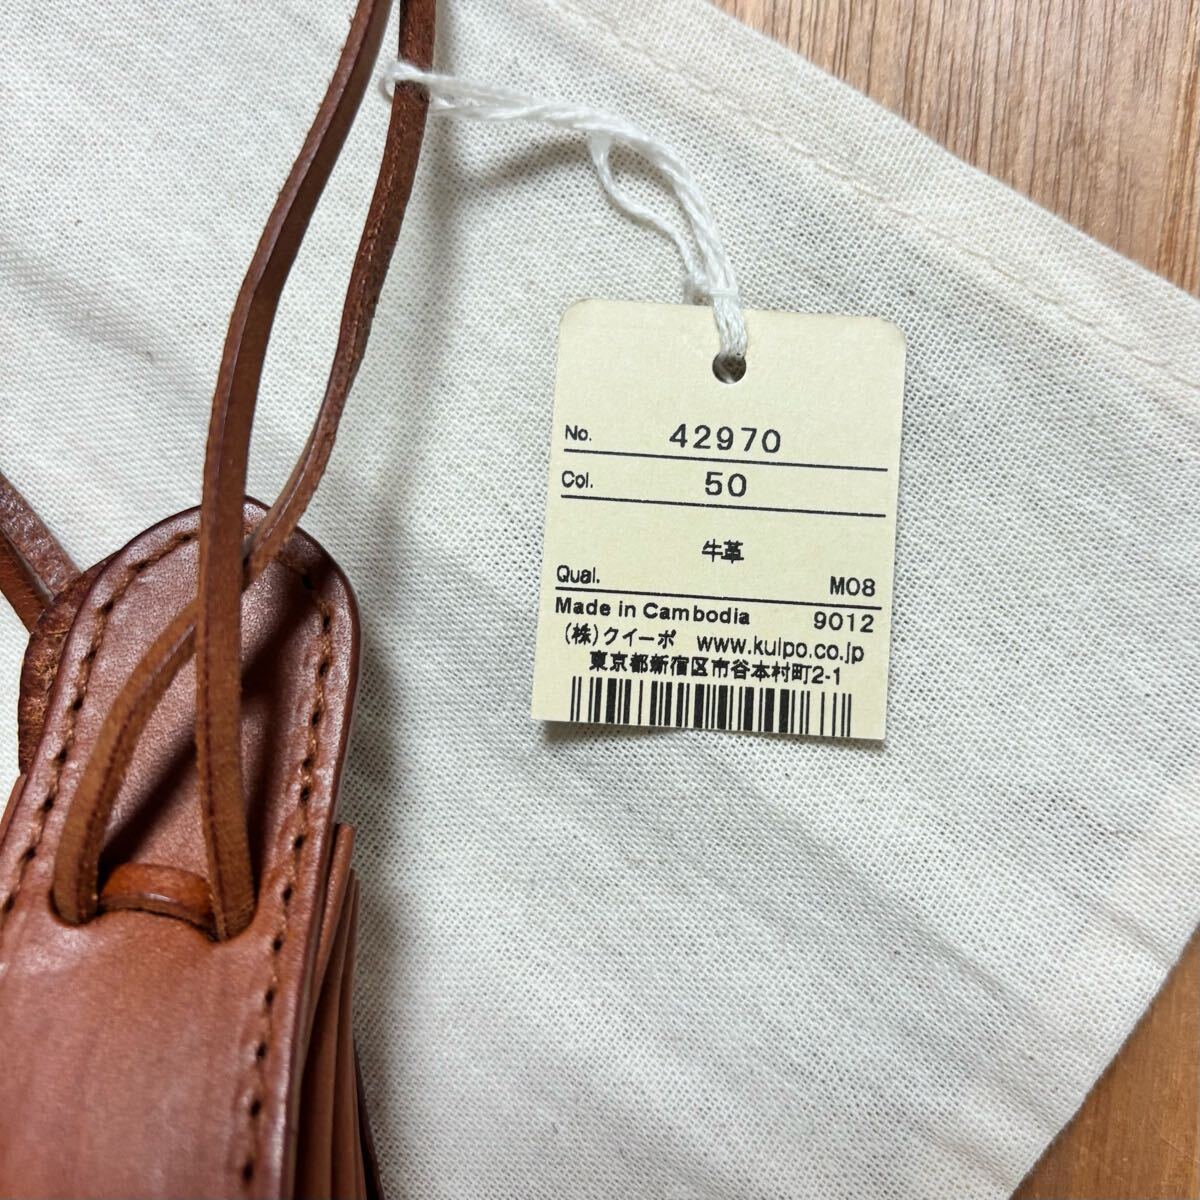 No. 42970
Col. 50
牛革
Qual. M08
Made in Cambodia 9012
(株)クイーポ www.kuipo.co.jp
東京都新宿区市谷本村町2-1